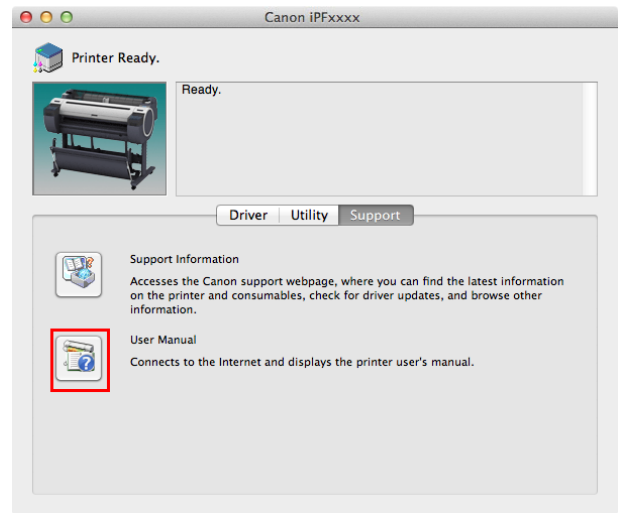 Canon iPFxxxx
Printer Ready.
Ready.
Driver Utility Support
Support Information
Accesses the Canon support webpage, where you can find the latest information
on the printer and consumables, check for driver updates, and browse other
information.
User Manual
Connects to the Internet and displays the printer user's manual.